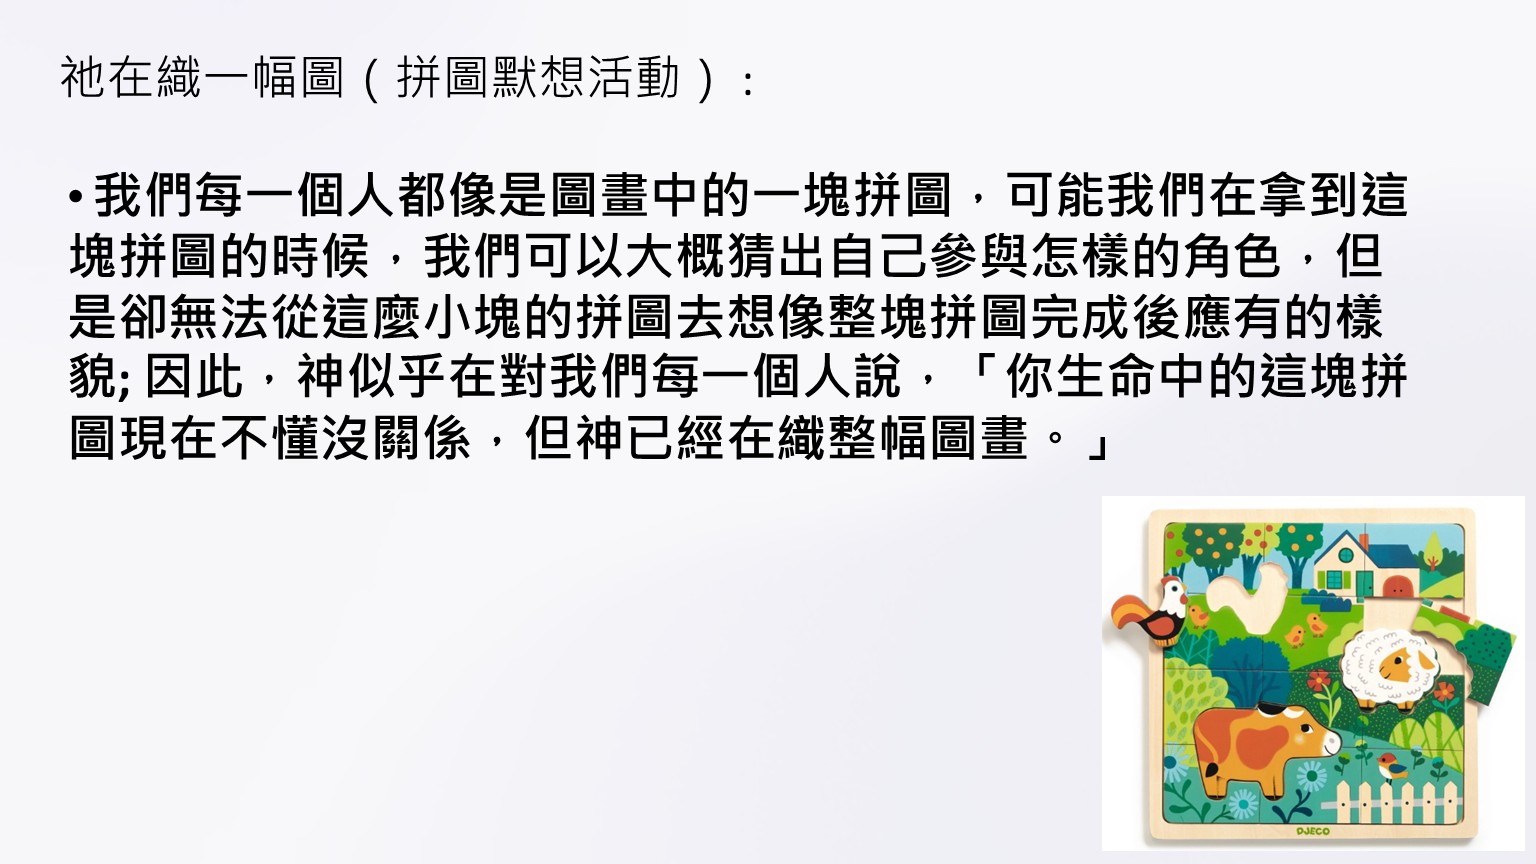 祂在織一幅圖（拼圖默想活動）:
• 我們每一個人都像是圖畫中的一塊拼圖，可能我們在拿到這
塊拼圖的時候，我們可以大概猜出自己參與怎樣的角色，但
是卻無法從這麼小塊的拼圖去想像整塊拼圖完成後應有的樣
貌; 因此，神似乎在對我們每一個人說，「你生命中的這塊拼
圖現在不懂沒關係，但神已經在織整幅圖畫。」
DJECO